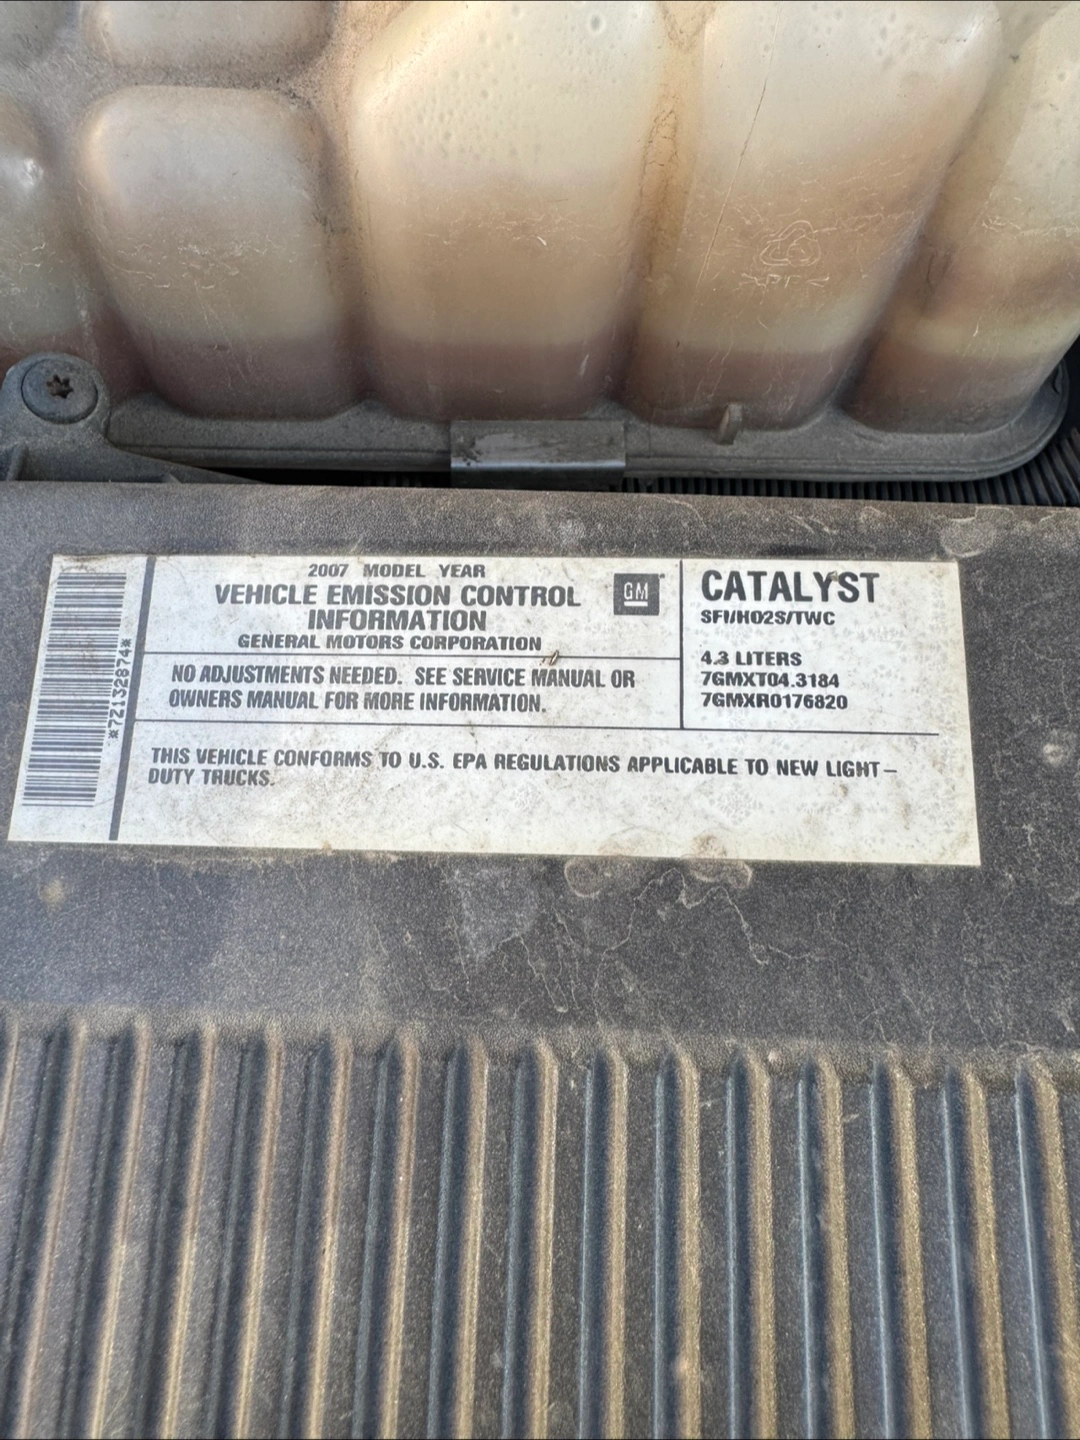 2007 MODEL YEAR
VEHICLE EMISSION CONTROL
INFORMATION
GENERAL MOTORS CORPORATION
GM
NO ADJUSTMENTS NEEDED. SEE SERVICE MANUAL OR
OWNERS MANUAL FOR MORE INFORMATION.
CATALYST
SFI/HO2S/TWC
4.3 LITERS
7GMXT04.3184
7GMXR0176820
THIS VEHICLE CONFORMS TO U.S. EPA REGULATIONS APPLICABLE TO NEW LIGHT–
DUTY TRUCKS.
*7Z132874*